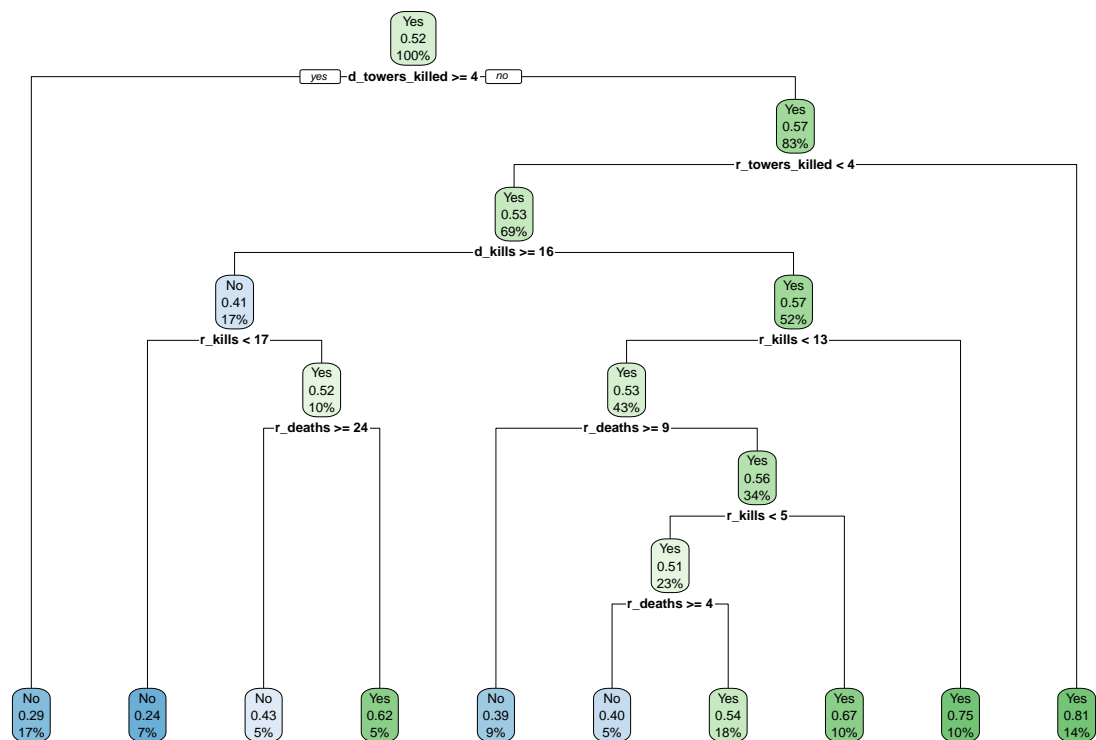 Yes
0.52
100%
yes d_towers_killed >= 4 no
Yes
0.57
83%
r_towers_killed < 4
Yes
0.53
69%
d_kills >= 16
No
0.41
17%
Yes
0.57
52%
r_kills < 17
r_kills < 13
Yes
0.52
10%
Yes
0.53
43%
r_deaths >= 24
r_deaths >= 9
Yes
0.56
34%
r_kills < 5
Yes
0.51
23%
r_deaths >= 4
No
0.29
17%
No
0.24
7%
No
0.43
5%
Yes
0.62
5%
No
0.39
9%
No
0.40
5%
Yes
0.54
18%
Yes
0.67
10%
Yes
0.75
10%
Yes
0.81
14%